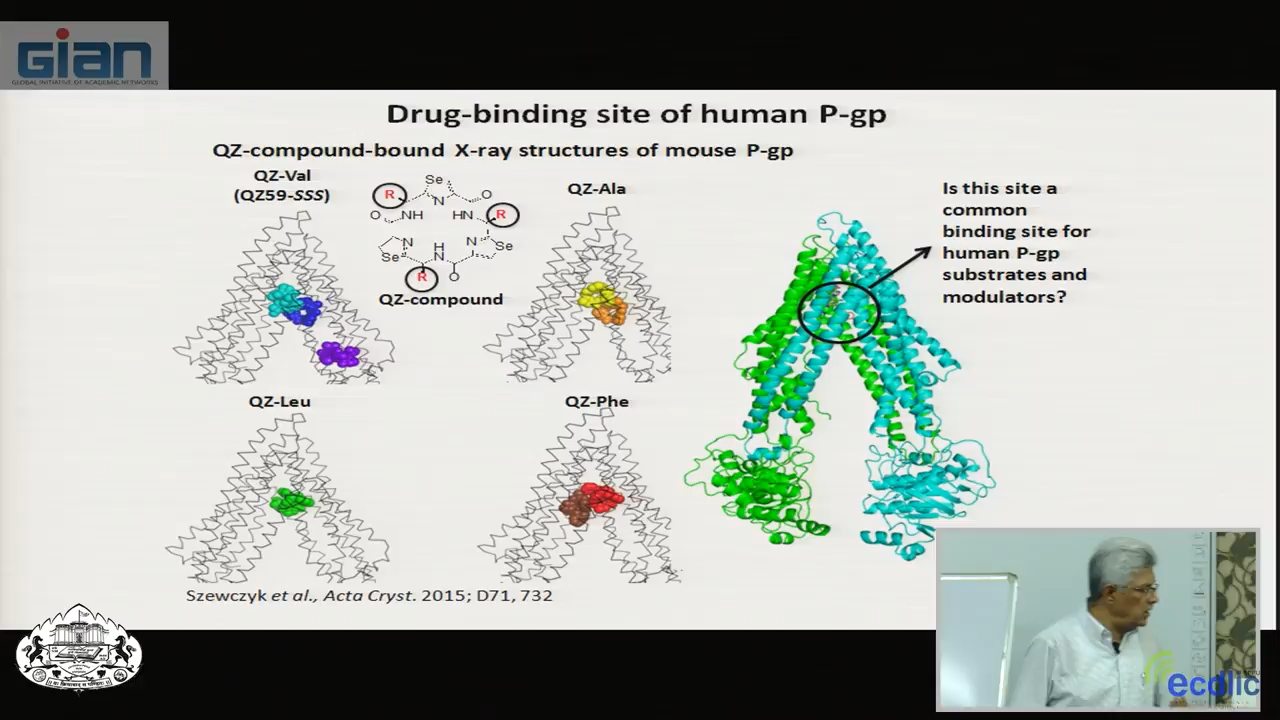 GIAN
GLOBAL INITIATIVE OF ACADEMIC NETWORKS
Drug-binding site of human P-gp
QZ-compound-bound X-ray structures of mouse P-gp
QZ-Val
(QZ59-SSS)
R
Se
N
O
O
NH
HN
R
N
H
N
Se
Se
N
R
O
QZ-compound
QZ-Ala
Is this site a
common
binding site for
human P-gp
substrates and
modulators?
QZ-Leu
QZ-Phe
Szewczyk et al., Acta Cryst. 2015; D71, 732
ecdlic